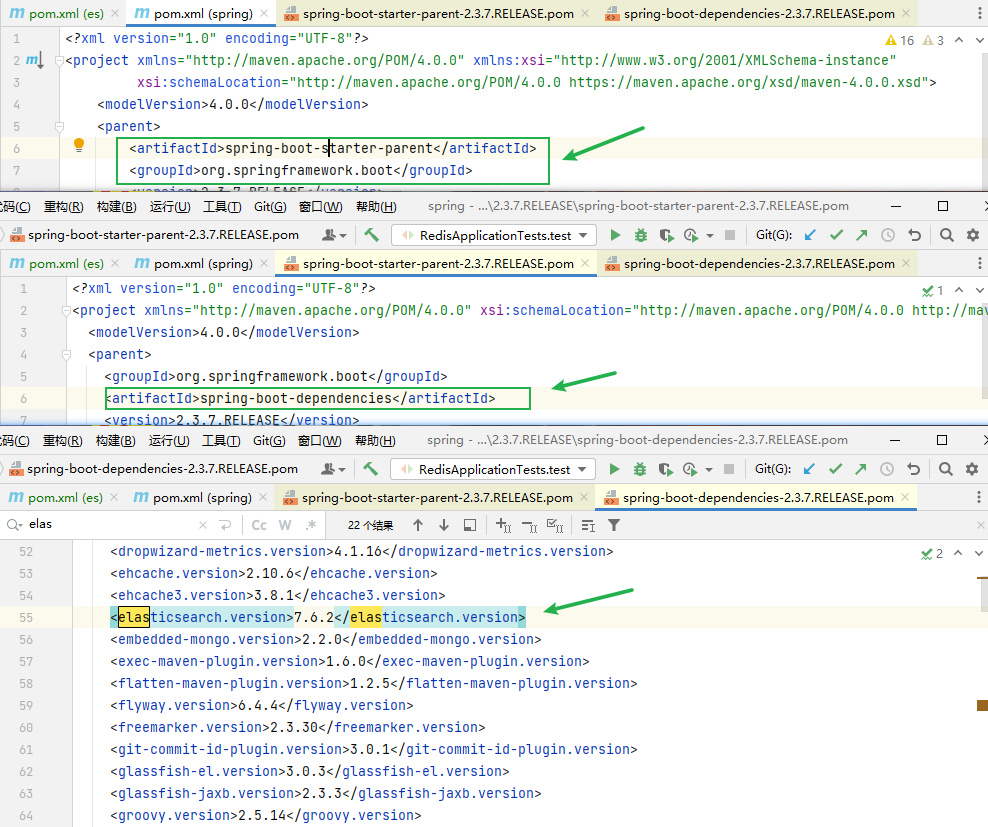 pom.xml (es) pom.xml (spring) spring-boot-starter-parent-2.3.7.RELEASE.pom spring-boot-dependencies-2.3.7.RELEASE.pom
1 <?xml version="1.0" encoding="UTF-8"?> 16 3
2 <project xmlns="http://maven.apache.org/POM/4.0.0" xmlns:xsi="http://www.w3.org/2001/XMLSchema-instance"
3 xsi:schemaLocation="http://maven.apache.org/POM/4.0.0 https://maven.apache.org/xsd/maven-4.0.0.xsd">
4 <modelVersion>4.0.0</modelVersion>
5 <parent>
6 <artifactId>spring-boot-starter-parent</artifactId>
7 <groupId>org.springframework.boot</groupId>
<version>2.3.7.RELEASE</version>
代码(C) 重构(R) 构建(B) 运行(U) 工具(T) Git(G) 窗口(W) 帮助(H) spring - ...\2.3.7.RELEASE\spring-boot-starter-parent-2.3.7.RELEASE.pom
spring-boot-starter-parent-2.3.7.RELEASE.pom RedisApplicationTests.test Git(G):
pom.xml (es) pom.xml (spring) spring-boot-starter-parent-2.3.7.RELEASE.pom spring-boot-dependencies-2.3.7.RELEASE.pom
1 <?xml version="1.0" encoding="UTF-8"?> 1
2 <project xmlns="http://maven.apache.org/POM/4.0.0" xsi:schemaLocation="http://maven.apache.org/POM/4.0.0 http://mav
3 <modelVersion>4.0.0</modelVersion>
4 <parent>
5 <groupId>org.springframework.boot</groupId>
6 <artifactId>spring-boot-dependencies</artifactId>
7 <version>2.3.7.RELEASE</version>
代码(C) 重构(R) 构建(B) 运行(U) 工具(T) Git(G) 窗口(W) 帮助(H) spring - ...\2.3.7.RELEASE\spring-boot-dependencies-2.3.7.RELEASE.pom
spring-boot-dependencies-2.3.7.RELEASE.pom RedisApplicationTests.test Git(G):
pom.xml (es) pom.xml (spring) spring-boot-starter-parent-2.3.7.RELEASE.pom spring-boot-dependencies-2.3.7.RELEASE.pom
elas Cc W .* 22 个结果
52 <dropwizard-metrics.version>4.1.16</dropwizard-metrics.version> 2
53 <ehcache.version>2.10.6</ehcache.version>
54 <ehcache3.version>3.8.1</ehcache3.version>
55 <elasticsearch.version>7.6.2</elasticsearch.version>
56 <embedded-mongo.version>2.2.0</embedded-mongo.version>
57 <exec-maven-plugin.version>1.6.0</exec-maven-plugin.version>
58 <flatten-maven-plugin.version>1.2.5</flatten-maven-plugin.version>
59 <flyway.version>6.4.4</flyway.version>
60 <freemarker.version>2.3.30</freemarker.version>
61 <git-commit-id-plugin.version>3.0.1</git-commit-id-plugin.version>
62 <glassfish-el.version>3.0.3</glassfish-el.version>
63 <glassfish-jaxb.version>2.3.3</glassfish-jaxb.version>
64 <groovy.version>2.5.14</groovy.version>